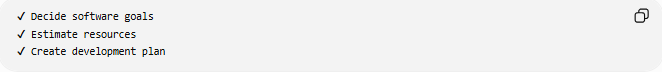 ✓ Decide software goals
✓ Estimate resources
✓ Create development plan